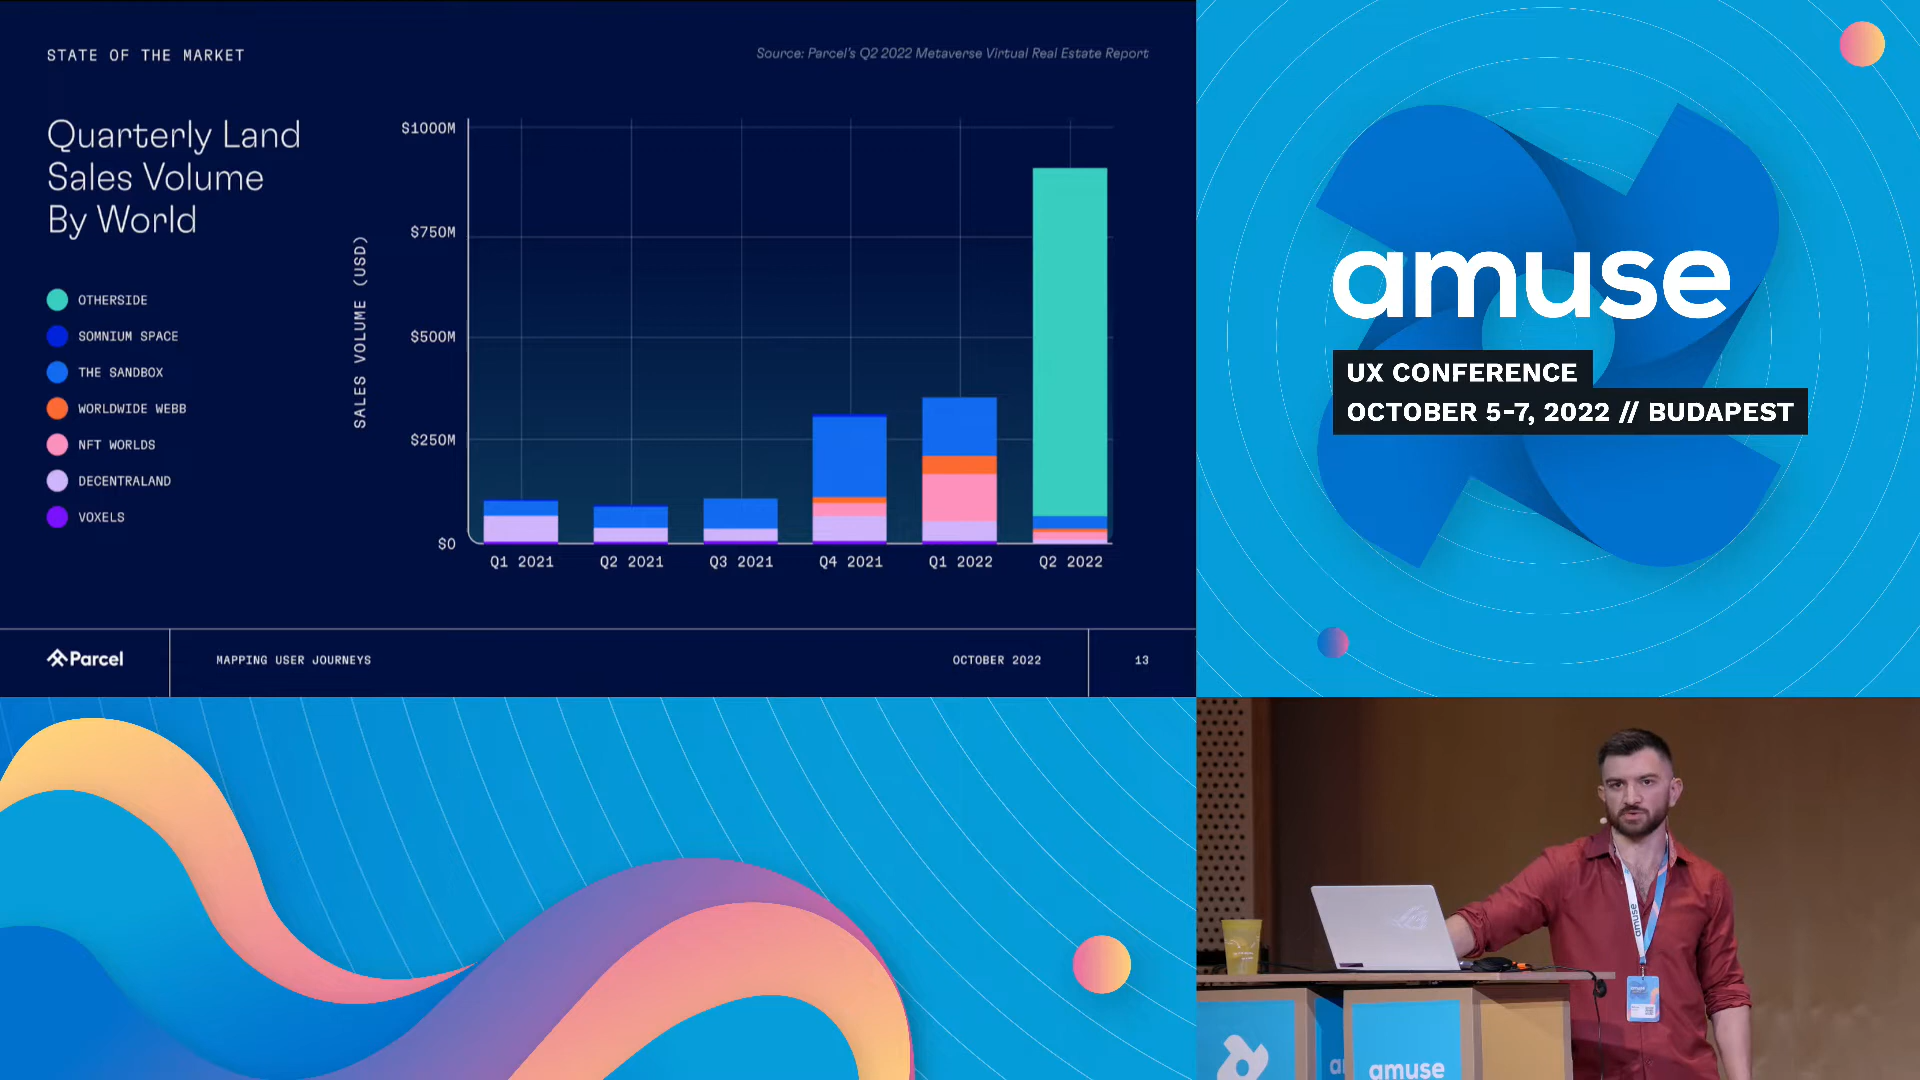 STATE OF THE MARKET
Source: Parcel's Q2 2022 Metaverse Virtual Real Estate Report
Quarterly Land
Sales Volume
By World
OTHERSIDE
SOMNIUM SPACE
THE SANDBOX
WORLDWIDE WEBB
NFT WORLDS
DECENTRALAND
VOXELS
SALES VOLUME (USD)
$1000M
$750M
$500M
$250M
$0
Q1 2021
Q2 2021
Q3 2021
Q4 2021
Q1 2022
Q2 2022
Parcel
MAPPING USER JOURNEYS
OCTOBER 2022
13
amuse
UX CONFERENCE
OCTOBER 5-7, 2022 // BUDAPEST
amuse
amuse
am
amuse